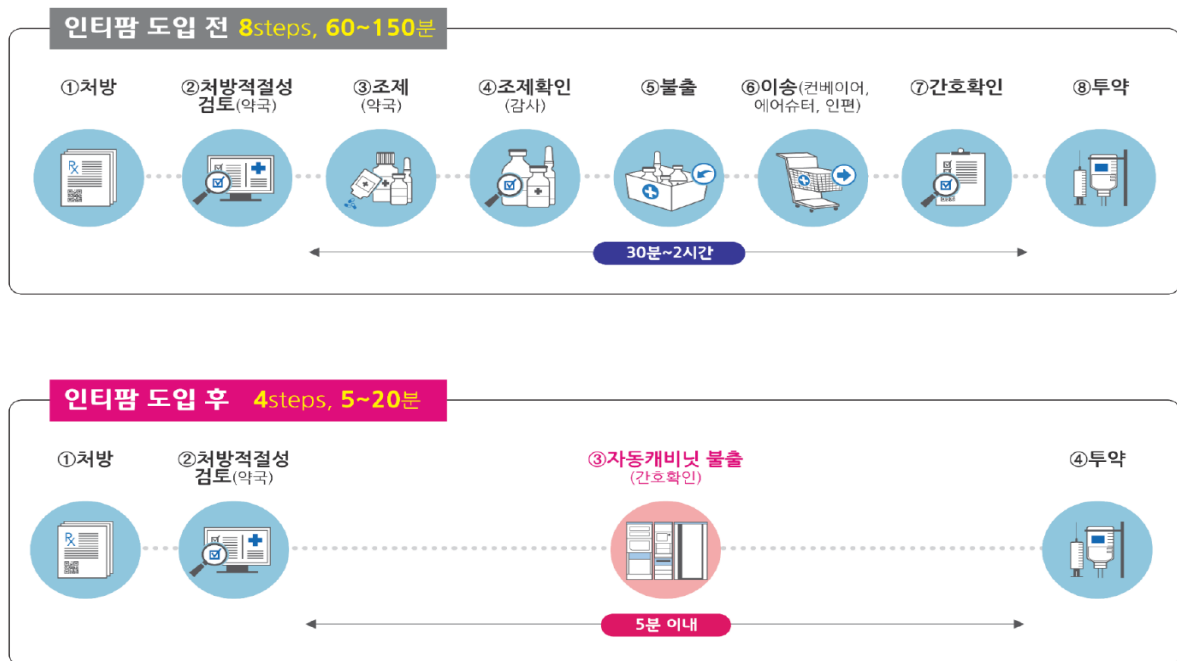 인티팜 도입 전 8steps, 60~150분
①처방
②처방적절성
검토(약국)
③조제
(약국)
④조제확인
(감사)
⑤불출
⑥이송(컨베이어,
에어슈터, 인편)
⑦간호확인
⑧투약
30분~2시간
인티팜 도입 후 4steps, 5~20분
①처방
②처방적절성
검토(약국)
③자동캐비닛 불출
(간호확인)
④투약
5분 이내